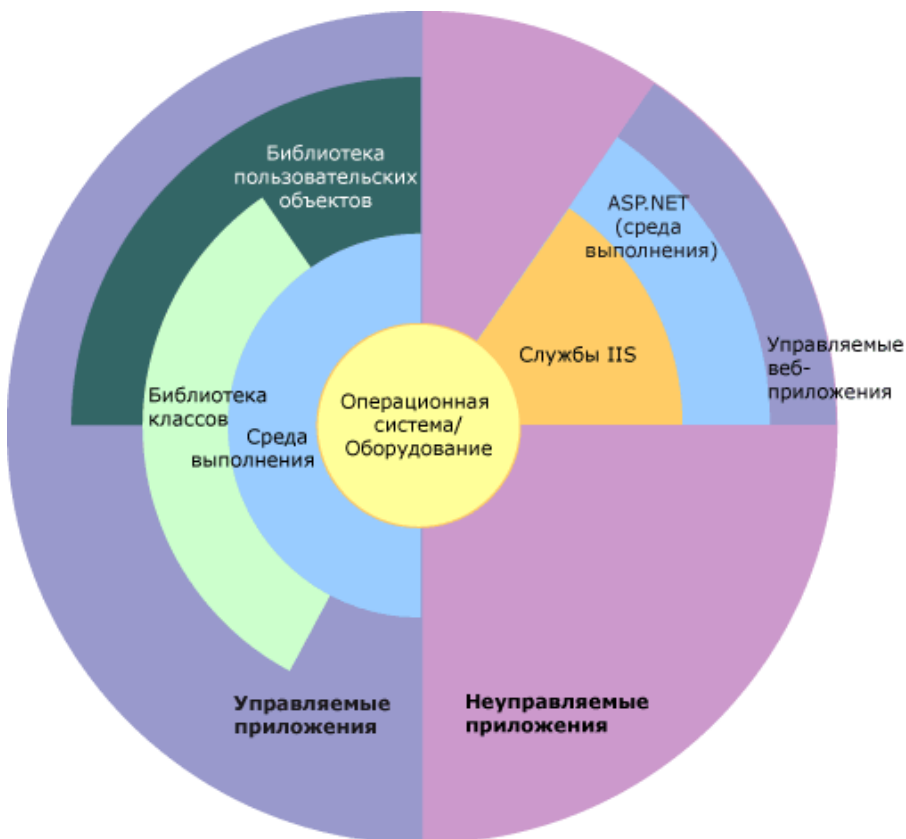 Библиотека
пользовательских
объектов
ASP.NET
(среда
выполнения)
Службы IIS
Управляемые
веб-
приложения
Библиотека
классов
Среда
выполнения
Операционная
система/
Оборудование
Управляемые
приложения
Неуправляемые
приложения